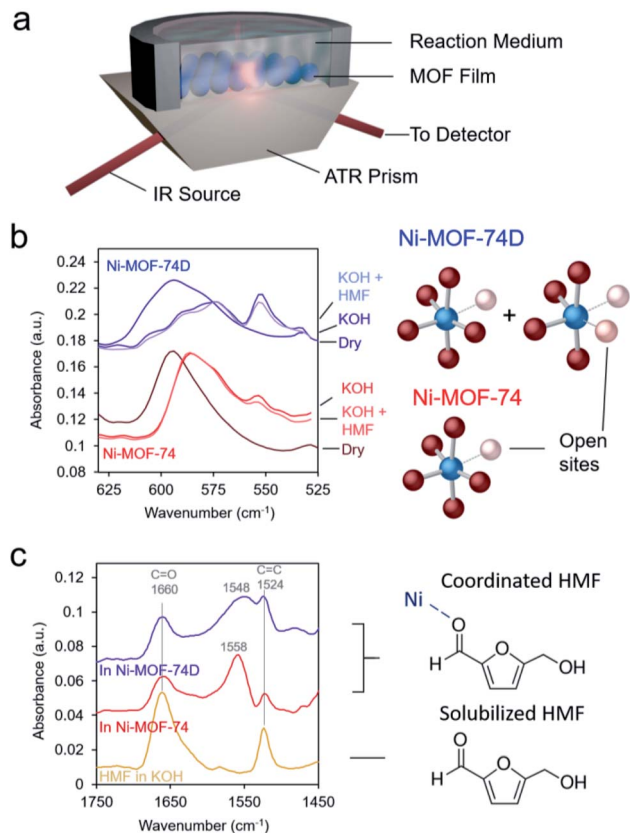 a
Reaction Medium
MOF Film
To Detector
ATR Prism
IR Source
b
Ni-MOF-74D
0.24
0.22
0.2
0.18
0.16
0.14
0.12
0.1
0.08
Absorbance (a.u.)
KOH +
HMF
KOH
Dry
KOH
KOH +
HMF
Dry
Ni-MOF-74
625 600 575 550 525
Wavenumber (cm-1)
Ni-MOF-74D
+
Ni-MOF-74
Open
sites
c
C=O
1660
1548
1558
C=C
1524
0.12
0.1
0.08
0.06
0.04
0.02
0
Absorbance (a.u.)
In Ni-MOF-74D
In Ni-MOF-74
HMF in KOH
1750 1650 1550 1450
Wavenumber (cm-1)
Coordinated HMF
Ni
O
H
O
OH
Solubilized HMF
O
H
O
OH